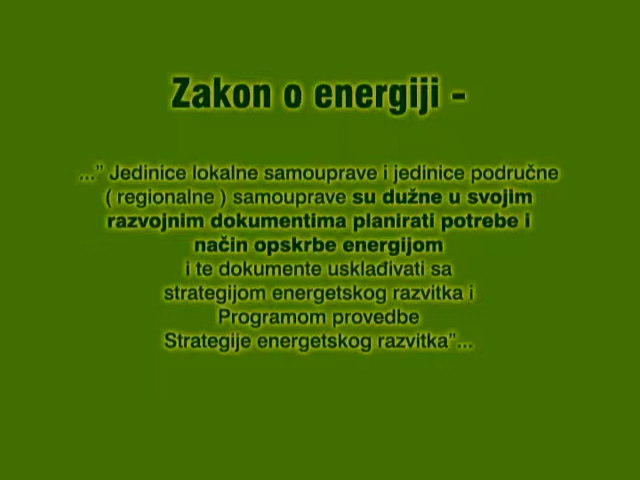 Zakon o energiji -
..." Jedinice lokalne samouprave i jedinice područne
( regionalne ) samouprave su dužne u svojim
razvojnim dokumentima planirati potrebe i
način opskrbe energijom
i te dokumente usklađivati sa
strategijom energetskog razvitka i
Programom provedbe
Strategije energetskog razvitka"...